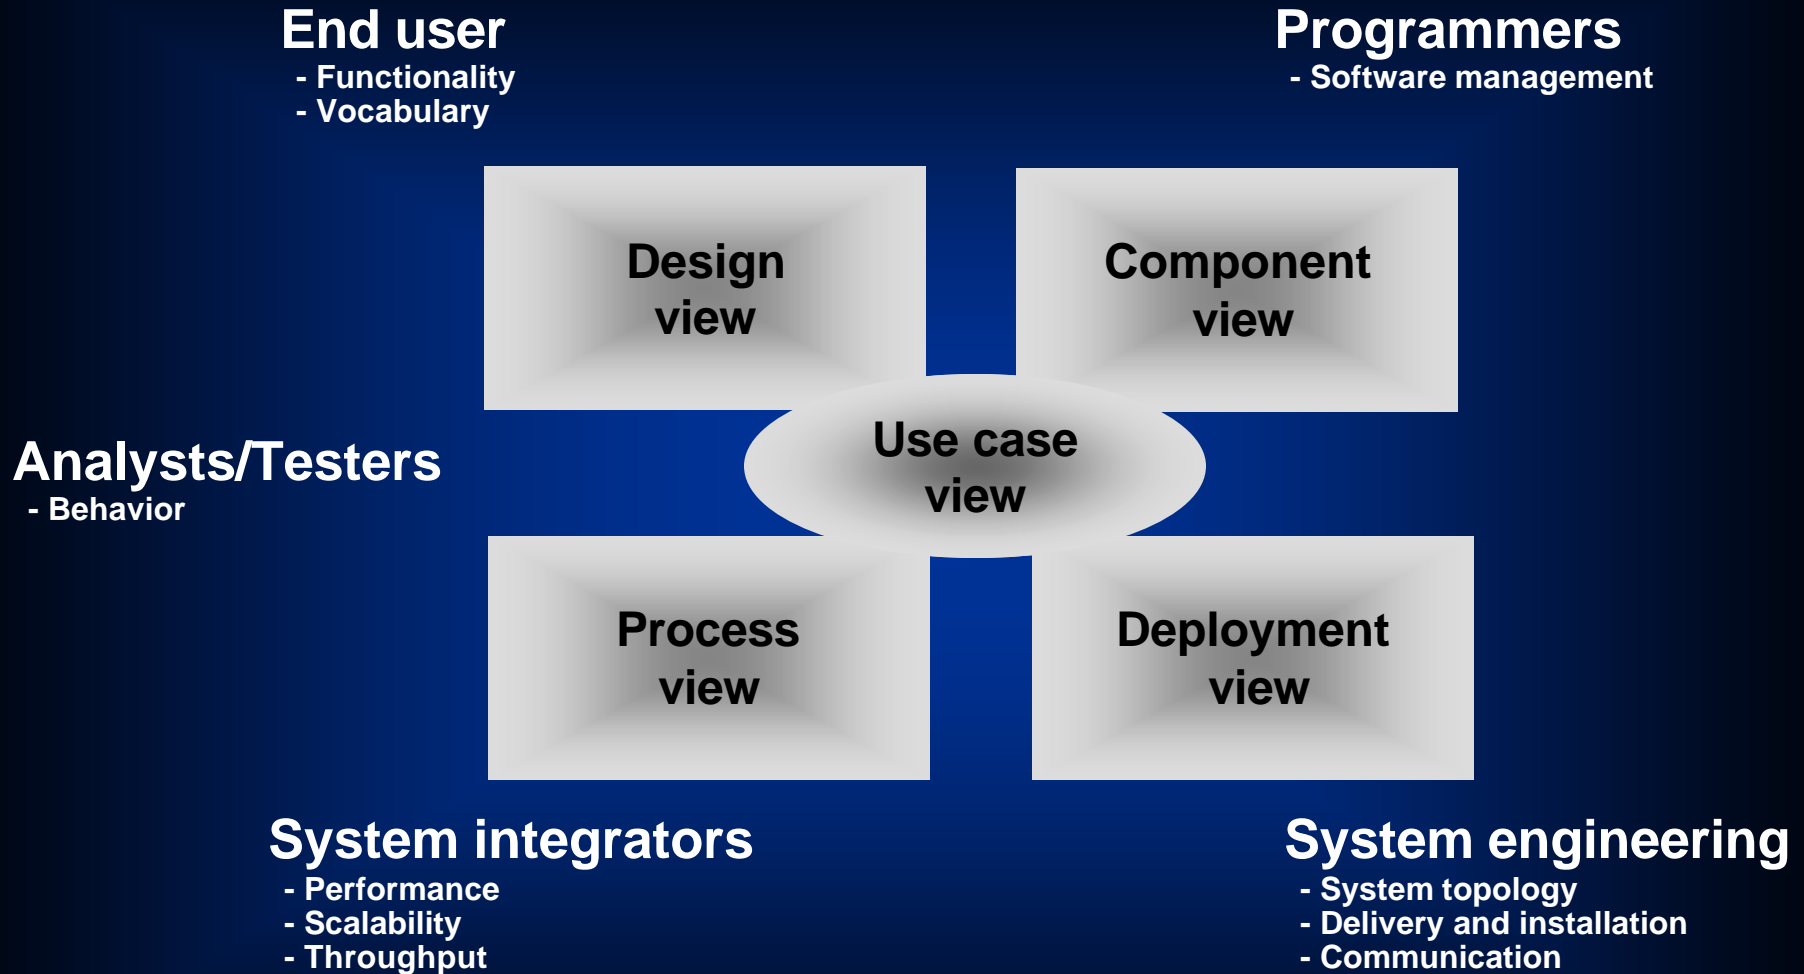 End user
- Functionality
- Vocabulary
Programmers
- Software management
Design
view
Component
view
Use case
view
Analysts/Testers
- Behavior
Process
view
Deployment
view
System integrators
- Performance
- Scalability
- Throughput
System engineering
- System topology
- Delivery and installation
- Communication